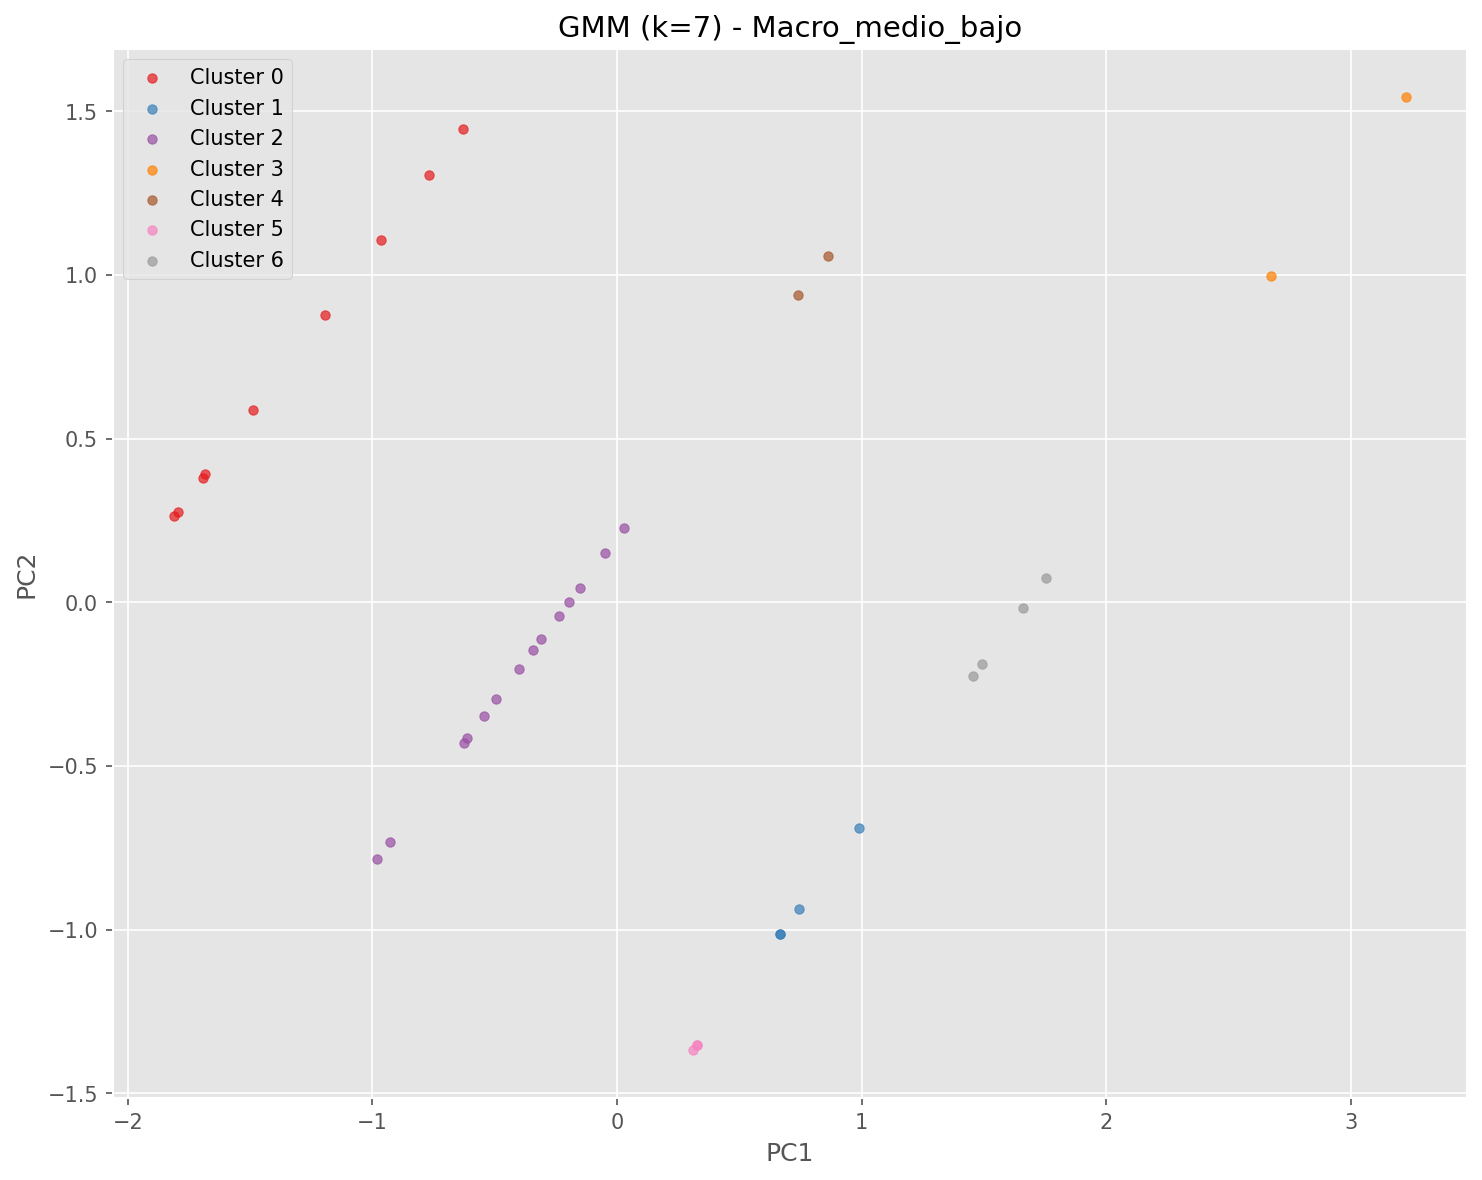 GMM (k=7) - Macro_medio_bajo
Cluster 0
Cluster 1
Cluster 2
Cluster 3
Cluster 4
Cluster 5
Cluster 6
1.5
1.0
0.5
0.0
−0.5
−1.0
−1.5
PC2
−2
−1
0
1
2
3
PC1